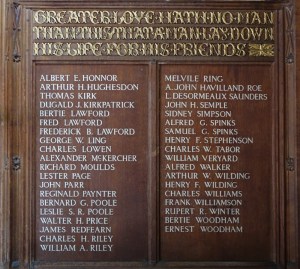 GREATER LOVE HATH NO MAN
THAN THIS THAT A MAN LAY DOWN
HIS LIFE FOR HIS FRIENDS
ALBERT E. HONNOR
ARTHUR H. HUGHESDON
THOMAS KIRK
DUGALD J. KIRKPATRICK
BERTIE LAWFORD
FRED LAWFORD
FREDERICK B. LAWFORD
GEORGE W. LING
CHARLES LOWEN
ALEXANDER McKERCHER
RICHARD MOULDS
LESTER PAGE
JOHN PARR
REGINALD PAYNTER
BERNARD G. POOLE
LESLIE S. R. POOLE
WALTER H. PRICE
JAMES REDFEARN
CHARLES H. RILEY
WILLIAM A. RILEY
MELVILE RING
A. JOHN HAVILLAND ROE
L. DESORMEAUX SAUNDERS
JOHN H. SEMPLE
SIDNEY SIMPSON
ALFRED G. SPINKS
SAMUEL G. SPINKS
HENRY F. STEPHENSON
CHARLES W. TABOR
WILLIAM VERYARD
ALFRED WALKER
ARTHUR W. WILDING
HENRY F. WILDING
CHARLES WILLIAMS
FRANK WILLIAMSON
RUPERT R. WINTER
BERTIE WOODHAM
ERNEST WOODHAM